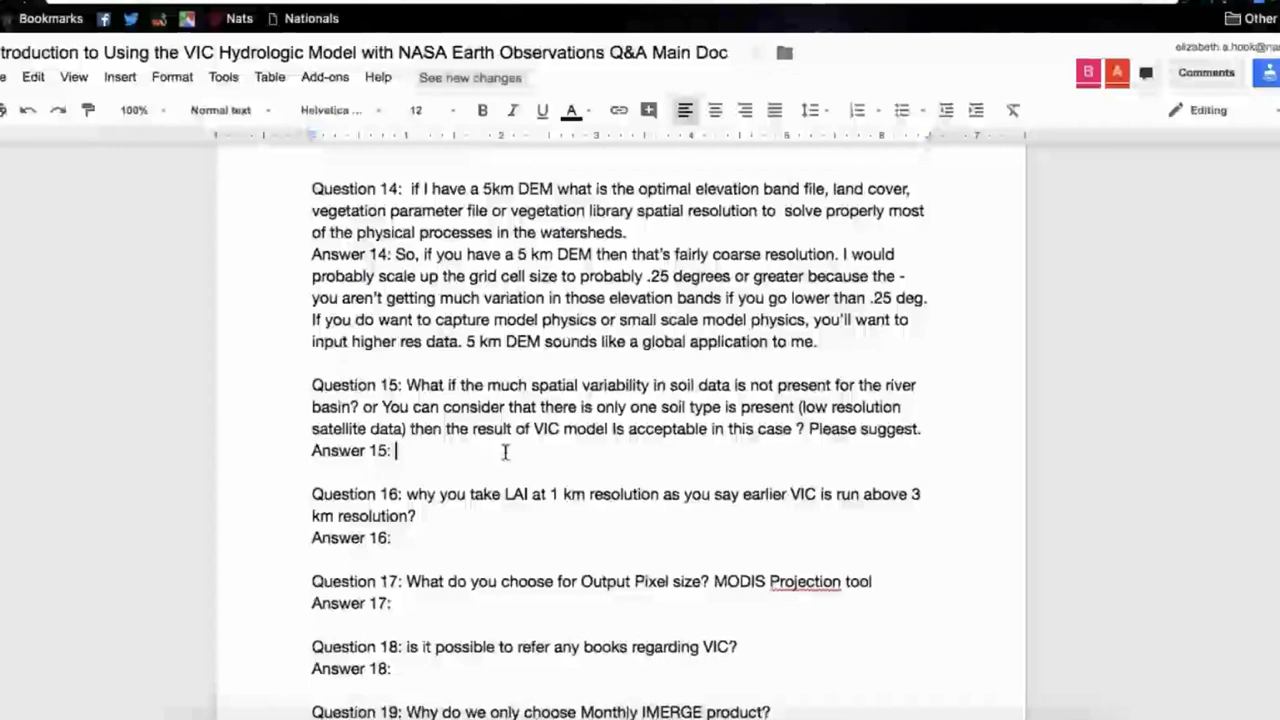 Bookmarks Nats Nationals Other
troduction to Using the VIC Hydrologic Model with NASA Earth Observations Q&A Main Doc
elizabeth.a.hook@na
Edit View Insert Format Tools Table Add-ons Help See new changes
B A Comments
100% Normal text Helvetica ... 12 B I U A Editing
1 2 3 4 5 6 7
Question 14: if I have a 5km DEM what is the optimal elevation band file, land cover,
vegetation parameter file or vegetation library spatial resolution to solve properly most
of the physical processes in the watersheds.
Answer 14: So, if you have a 5 km DEM then that's fairly coarse resolution. I would
probably scale up the grid cell size to probably .25 degrees or greater because the -
you aren't getting much variation in those elevation bands if you go lower than .25 deg.
If you do want to capture model physics or small scale model physics, you'll want to
input higher res data. 5 km DEM sounds like a global application to me.
Question 15: What if the much spatial variability in soil data is not present for the river
basin? or You can consider that there is only one soil type is present (low resolution
satellite data) then the result of VIC model Is acceptable in this case ? Please suggest.
Answer 15:
Question 16: why you take LAI at 1 km resolution as you say earlier VIC is run above 3
km resolution?
Answer 16:
Question 17: What do you choose for Output Pixel size? MODIS Projection tool
Answer 17:
Question 18: is it possible to refer any books regarding VIC?
Answer 18:
Question 19: Why do we only choose Monthly IMERGE product?